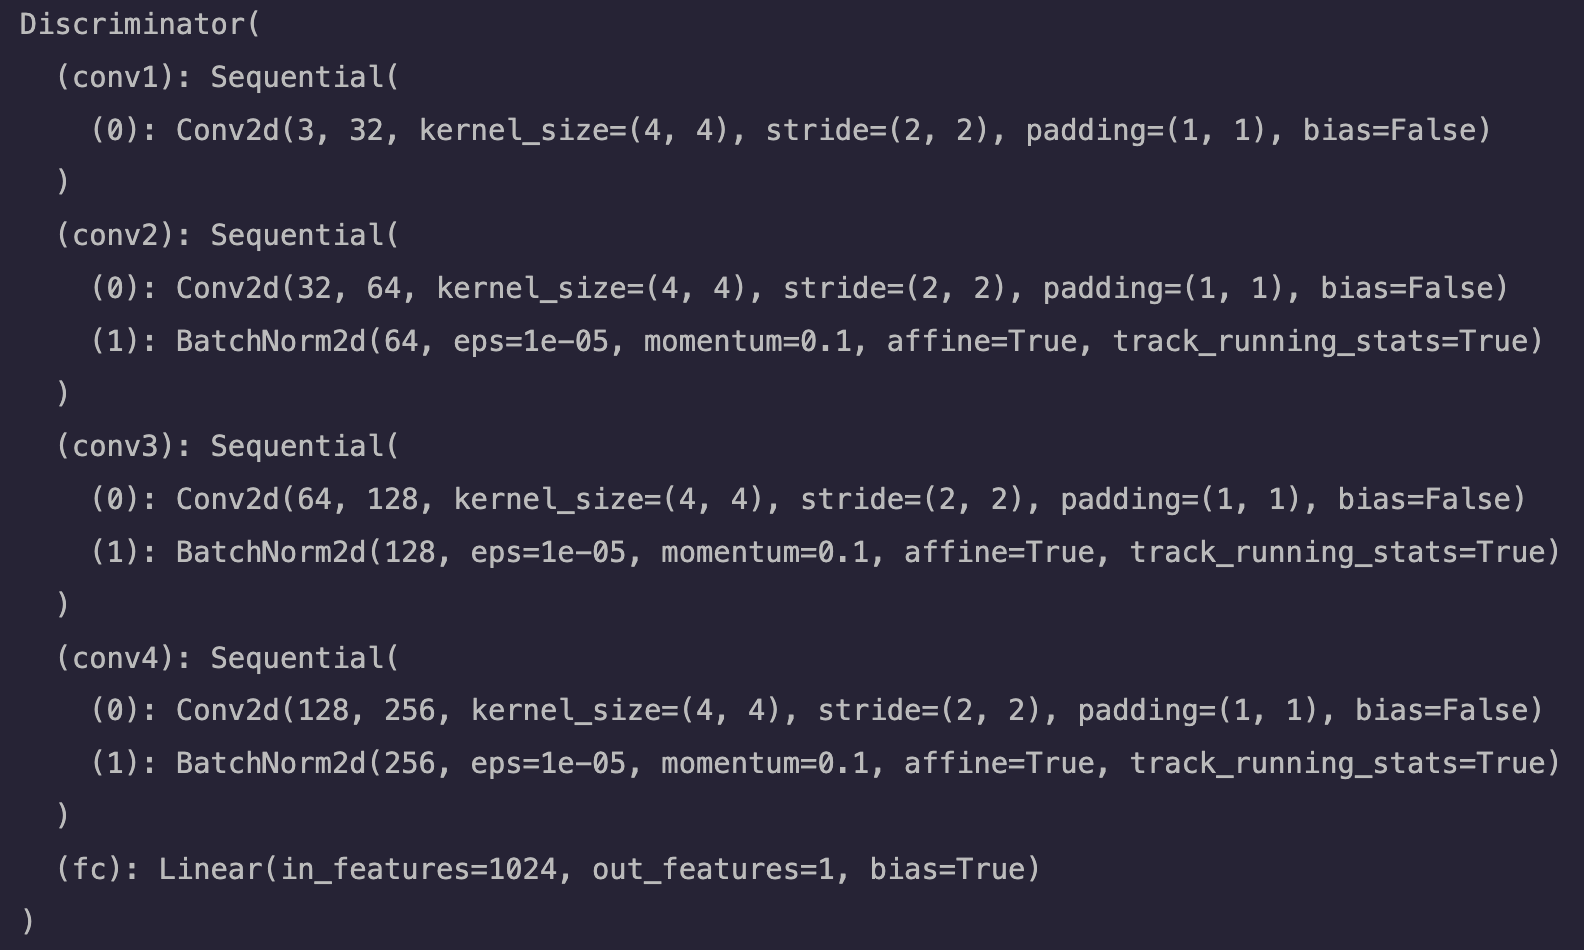 Discriminator(
  (conv1): Sequential(
    (0): Conv2d(3, 32, kernel_size=(4, 4), stride=(2, 2), padding=(1, 1), bias=False)
  )
  (conv2): Sequential(
    (0): Conv2d(32, 64, kernel_size=(4, 4), stride=(2, 2), padding=(1, 1), bias=False)
    (1): BatchNorm2d(64, eps=1e-05, momentum=0.1, affine=True, track_running_stats=True)
  )
  (conv3): Sequential(
    (0): Conv2d(64, 128, kernel_size=(4, 4), stride=(2, 2), padding=(1, 1), bias=False)
    (1): BatchNorm2d(128, eps=1e-05, momentum=0.1, affine=True, track_running_stats=True)
  )
  (conv4): Sequential(
    (0): Conv2d(128, 256, kernel_size=(4, 4), stride=(2, 2), padding=(1, 1), bias=False)
    (1): BatchNorm2d(256, eps=1e-05, momentum=0.1, affine=True, track_running_stats=True)
  )
  (fc): Linear(in_features=1024, out_features=1, bias=True)
)